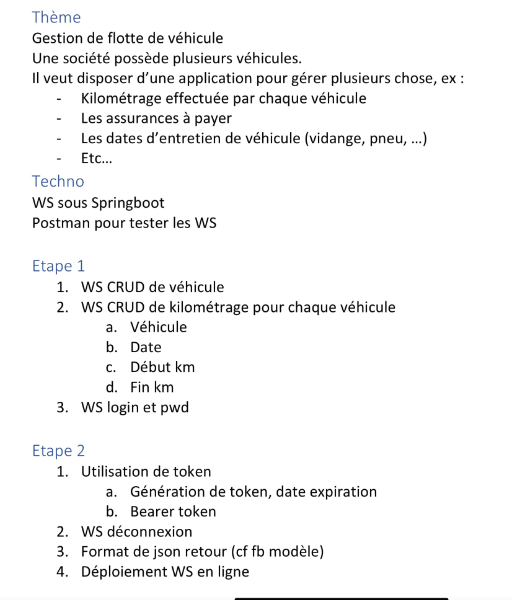 Thème
Gestion de flotte de véhicule
Une société possède plusieurs véhicules.
Il veut disposer d'une application pour gérer plusieurs chose, ex :
- Kilométrage effectuée par chaque véhicule
- Les assurances à payer
- Les dates d'entretien de véhicule (vidange, pneu, ...)
- Etc...
Techno
WS sous Springboot
Postman pour tester les WS
Etape 1
1. WS CRUD de véhicule
2. WS CRUD de kilométrage pour chaque véhicule
a. Véhicule
b. Date
c. Début km
d. Fin km
3. WS login et pwd
Etape 2
1. Utilisation de token
a. Génération de token, date expiration
b. Bearer token
2. WS déconnexion
3. Format de json retour (cf fb modèle)
4. Déploiement WS en ligne